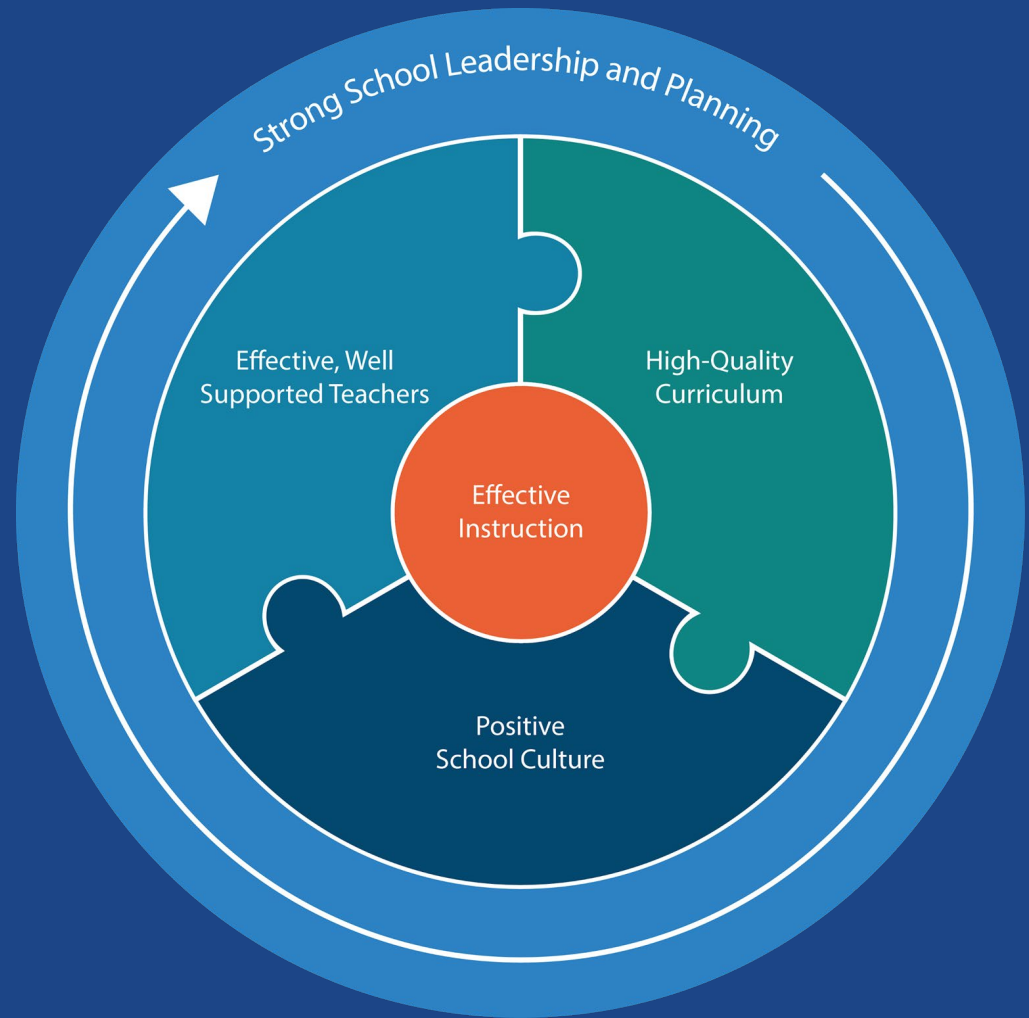 Strong School Leadership and Planning
Effective, Well
Supported Teachers
High-Quality
Curriculum
Effective
Instruction
Positive
School Culture